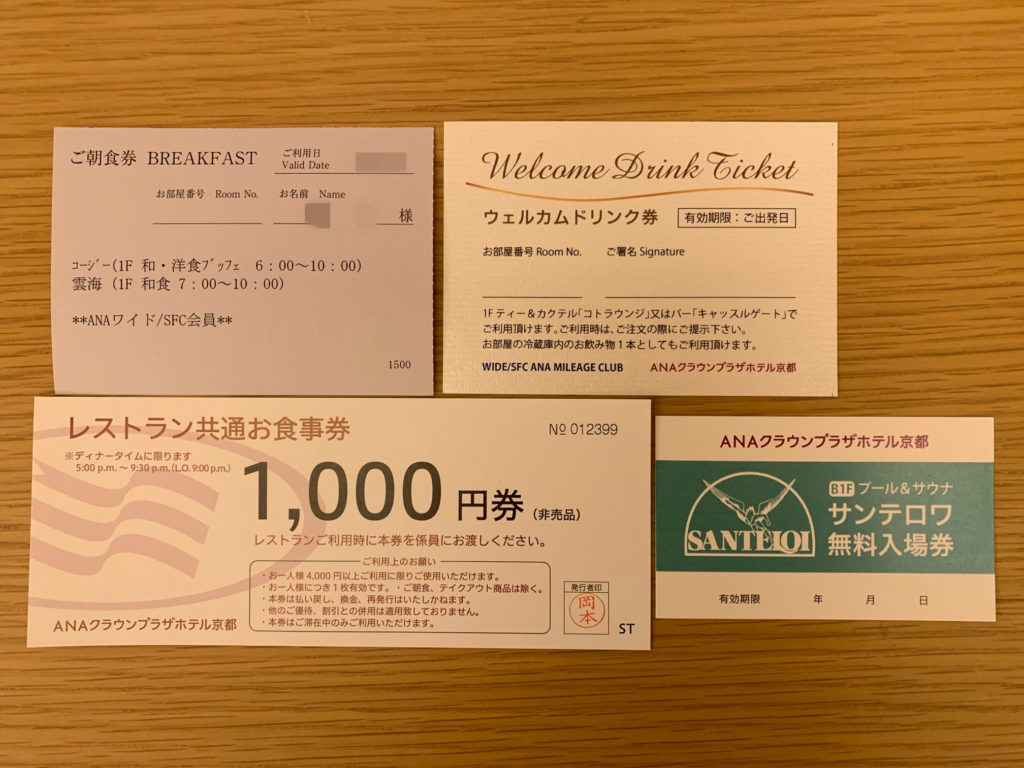 ご朝食券 BREAKFAST
ご利用日
Valid Date
お部屋番号 Room No.
お名前 Name
様
ｺｰｼﾞｰ(1F 和・洋食ﾌﾞｯﾌｪ 6：00～10：00)
雲海 (1F 和食 7：00～10：00)
**ANAワイド/SFC会員**
1500
Welcome Drink Ticket
ウェルカムドリンク券
有効期限：ご出発日
お部屋番号 Room No.
ご署名 Signature
1F ティー＆カクテル「コトラウンジ」又はバー「キャッスルゲート」で
ご利用頂けます。ご利用時は、ご注文の際にご提示下さい。
お部屋の冷蔵庫内のお飲み物1本としてもご利用頂けます。
WIDE/SFC ANA MILEAGE CLUB
ANAクラウンプラザホテル京都
レストラン共通お食事券
№ 012399
※ディナータイムに限ります
5:00 p.m. ～ 9:30 p.m. (L.O. 9:00 p.m.)
1,000円券(非売品)
レストランご利用時に本券を係員にお渡しください。
ご利用上のお願い
・お一人様4,000円以上ご利用に限りご使用いただけます。
・お一人様につき1枚有効です。・ご朝食、テイクアウト商品は除く。
・本券は払い戻し、換金、再発行はいたしかねます。
・他のご優待、割引との併用は適用致しておりません。
・本券はご滞在中のみご利用いただけます。
発行者印
岡本
ST
ANAクラウンプラザホテル京都
ANAクラウンプラザホテル京都
SANTELOI
B1F プール＆サウナ
サンテロワ
無料入場券
有効期限 年 月 日